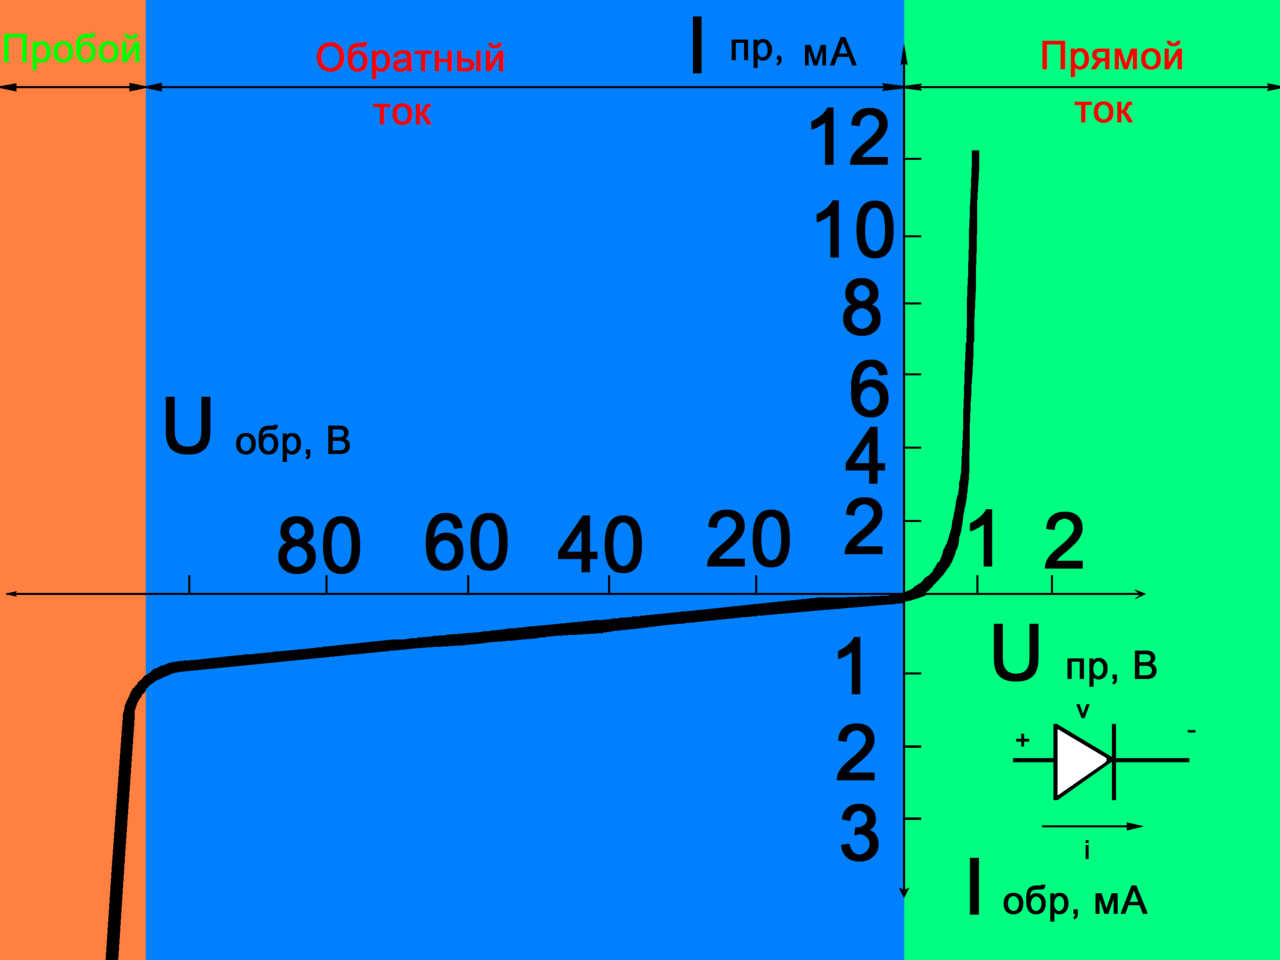 Пробой
Обратный
ток
I пр, мА
Прямой
ток
12
10
8
6
4
2
U обр, В
80 60 40 20
1 2
U пр, В
1
2
3
v
+ -
i
I обр, мА